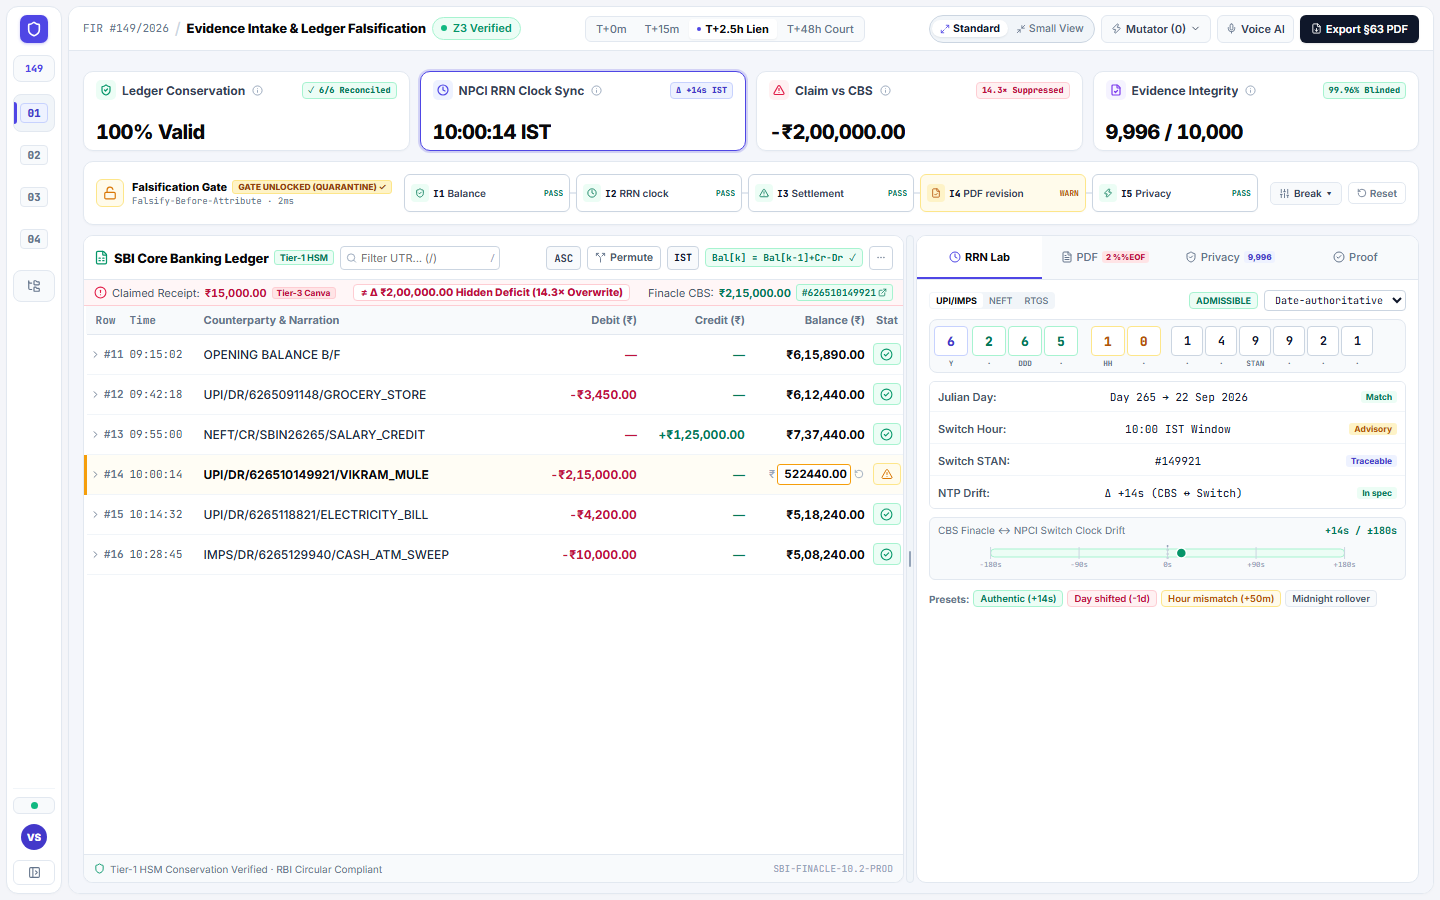 FIR #149/2026 / Evidence Intake & Ledger Falsification Z3 Verified T+0m T+15m T+2.5h Lien T+48h Court Standard Small View Mutator (0) Voice AI Export §63 PDF
149
01
02
03
04
VS
Ledger Conservation ✓ 6/6 Reconciled
100% Valid
NPCI RRN Clock Sync Δ +14s IST
10:00:14 IST
Claim vs CBS 14.3× Suppressed
-₹2,00,000.00
Evidence Integrity 99.96% Blinded
9,996 / 10,000
Falsification Gate GATE UNLOCKED (QUARANTINE) ✓
Falsify-Before-Attribute · 2ms
I1 Balance PASS
I2 RRN clock PASS
I3 Settlement PASS
I4 PDF revision WARN
I5 Privacy PASS
Break ▾
Reset
SBI Core Banking Ledger Tier-1 HSM Filter UTR... (/) / ASC Permute IST Bal[k] = Bal[k-1]+Cr-Dr ✓ ···
Claimed Receipt: ₹15,000.00 Tier-3 Canva ≠ Δ ₹2,00,000.00 Hidden Deficit (14.3× Overwrite) Finacle CBS: ₹2,15,000.00 #626510149921
Row Time Counterparty & Narration Debit (₹) Credit (₹) Balance (₹) Stat
#11 09:15:02 OPENING BALANCE B/F — — ₹6,15,890.00
#12 09:42:18 UPI/DR/6265091148/GROCERY_STORE -₹3,450.00 — ₹6,12,440.00
#13 09:55:00 NEFT/CR/SBIN26265/SALARY_CREDIT — +₹1,25,000.00 ₹7,37,440.00
#14 10:00:14 UPI/DR/626510149921/VIKRAM_MULE -₹2,15,000.00 — ₹ 522440.00
#15 10:14:32 UPI/DR/6265118821/ELECTRICITY_BILL -₹4,200.00 — ₹5,18,240.00
#16 10:28:45 IMPS/DR/6265129940/CASH_ATM_SWEEP -₹10,000.00 — ₹5,08,240.00
Tier-1 HSM Conservation Verified · RBI Circular Compliant SBI-FINACLE-10.2-PROD
RRN Lab PDF 2 %%EOF Privacy 9,996 Proof
UPI/IMPS NEFT RTGS ADMISSIBLE Date-authoritative
6 2 6 5 1 0 1 4 9 9 2 1
Y · DDD · HH · · · STAN · · ·
Julian Day: Day 265 → 22 Sep 2026 Match
Switch Hour: 10:00 IST Window Advisory
Switch STAN: #149921 Traceable
NTP Drift: Δ +14s (CBS ↔ Switch) In spec
CBS Finacle ↔ NPCI Switch Clock Drift +14s / ±180s
-180s -90s 0s +90s +180s
Presets: Authentic (+14s) Day shifted (-1d) Hour mismatch (+50m) Midnight rollover